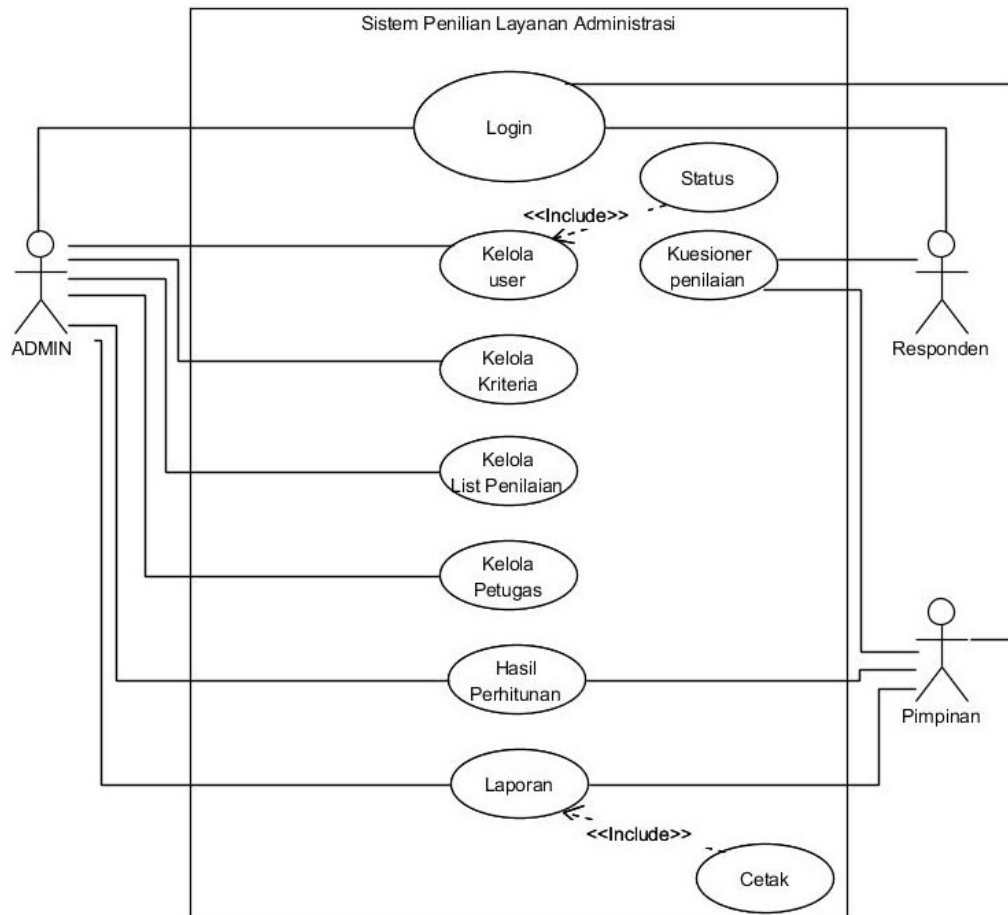 Sistem Penilian Layanan Administrasi
Login
Status
<<Include>>
Kelola
user
Kuesioner
penilaian
ADMIN
Responden
Kelola
Kriteria
Kelola
List Penilaian
Kelola
Petugas
Hasil
Perhitunan
Pimpinan
Laporan
<<Include>>
Cetak